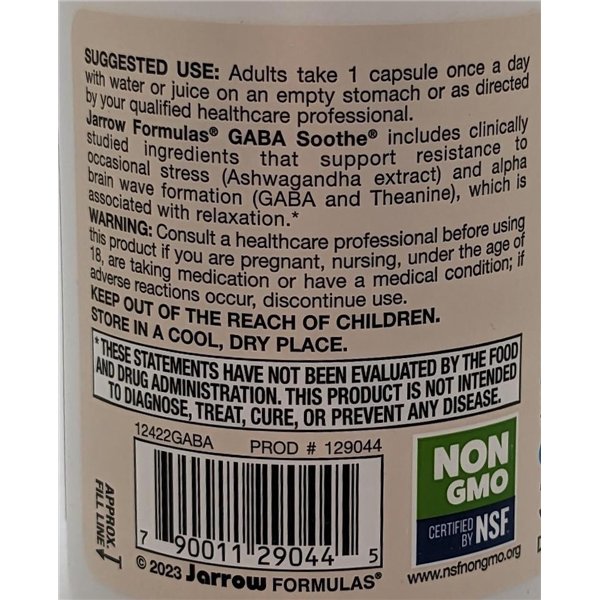 SUGGESTED USE: Adults take 1 capsule once a day
with water or juice on an empty stomach or as directed
by your qualified healthcare professional.
Jarrow Formulas® GABA Soothe® includes clinically
studied ingredients that support resistance to
occasional stress (Ashwagandha extract) and alpha
brain wave formation (GABA and Theanine), which is
associated with relaxation.*
WARNING: Consult a healthcare professional before using
this product if you are pregnant, nursing, under the age of
18, are taking medication or have a medical condition; if
adverse reactions occur, discontinue use.
KEEP OUT OF THE REACH OF CHILDREN.
STORE IN A COOL, DRY PLACE.
*THESE STATEMENTS HAVE NOT BEEN EVALUATED BY THE FOOD
AND DRUG ADMINISTRATION. THIS PRODUCT IS NOT INTENDED
TO DIAGNOSE, TREAT, CURE, OR PREVENT ANY DISEASE.
12422GABA PROD # 129044
7 90011 29044 5
© 2023 Jarrow FORMULAS®
APPROX.
FILL LINE
NON
GMO
CERTIFIED
BY NSF
www.nsfnongmo.org